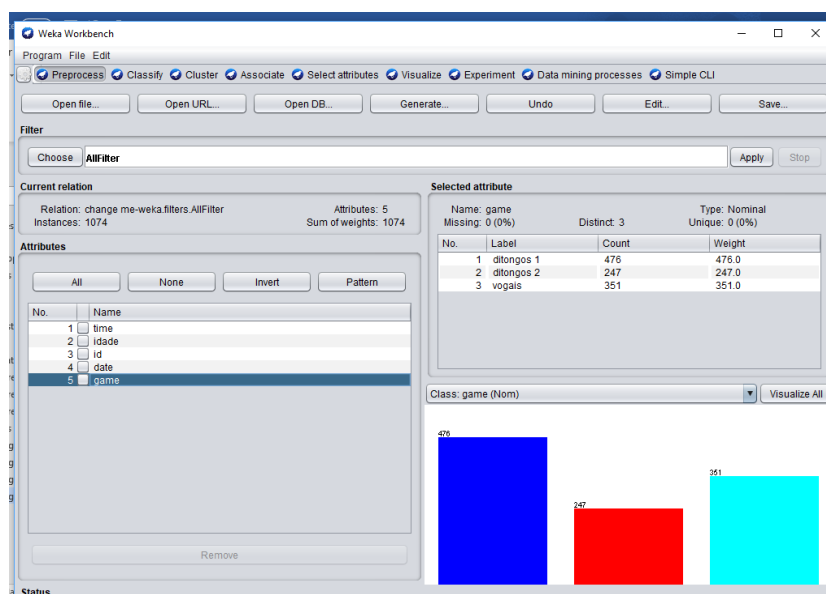 Weka Workbench
Program File Edit
Preprocess Classify Cluster Associate Select attributes Visualize Experiment Data mining processes Simple CLI
Open file... Open URL... Open DB... Generate... Undo Edit... Save...
Filter
Choose AllFilter Apply Stop
Current relation
Relation: change me-weka.filters.AllFilter Attributes: 5
Instances: 1074 Sum of weights: 1074
Attributes
All None Invert Pattern
No. Name
1 time
2 idade
3 id
4 date
5 game
Remove
Status
Selected attribute
Name: game Type: Nominal
Missing: 0 (0%) Distinct: 3 Unique: 0 (0%)
No. Label Count Weight
1 ditongos 1 476 476.0
2 ditongos 2 247 247.0
3 vogais 351 351.0
Class: game (Nom) Visualize All
476
247
351